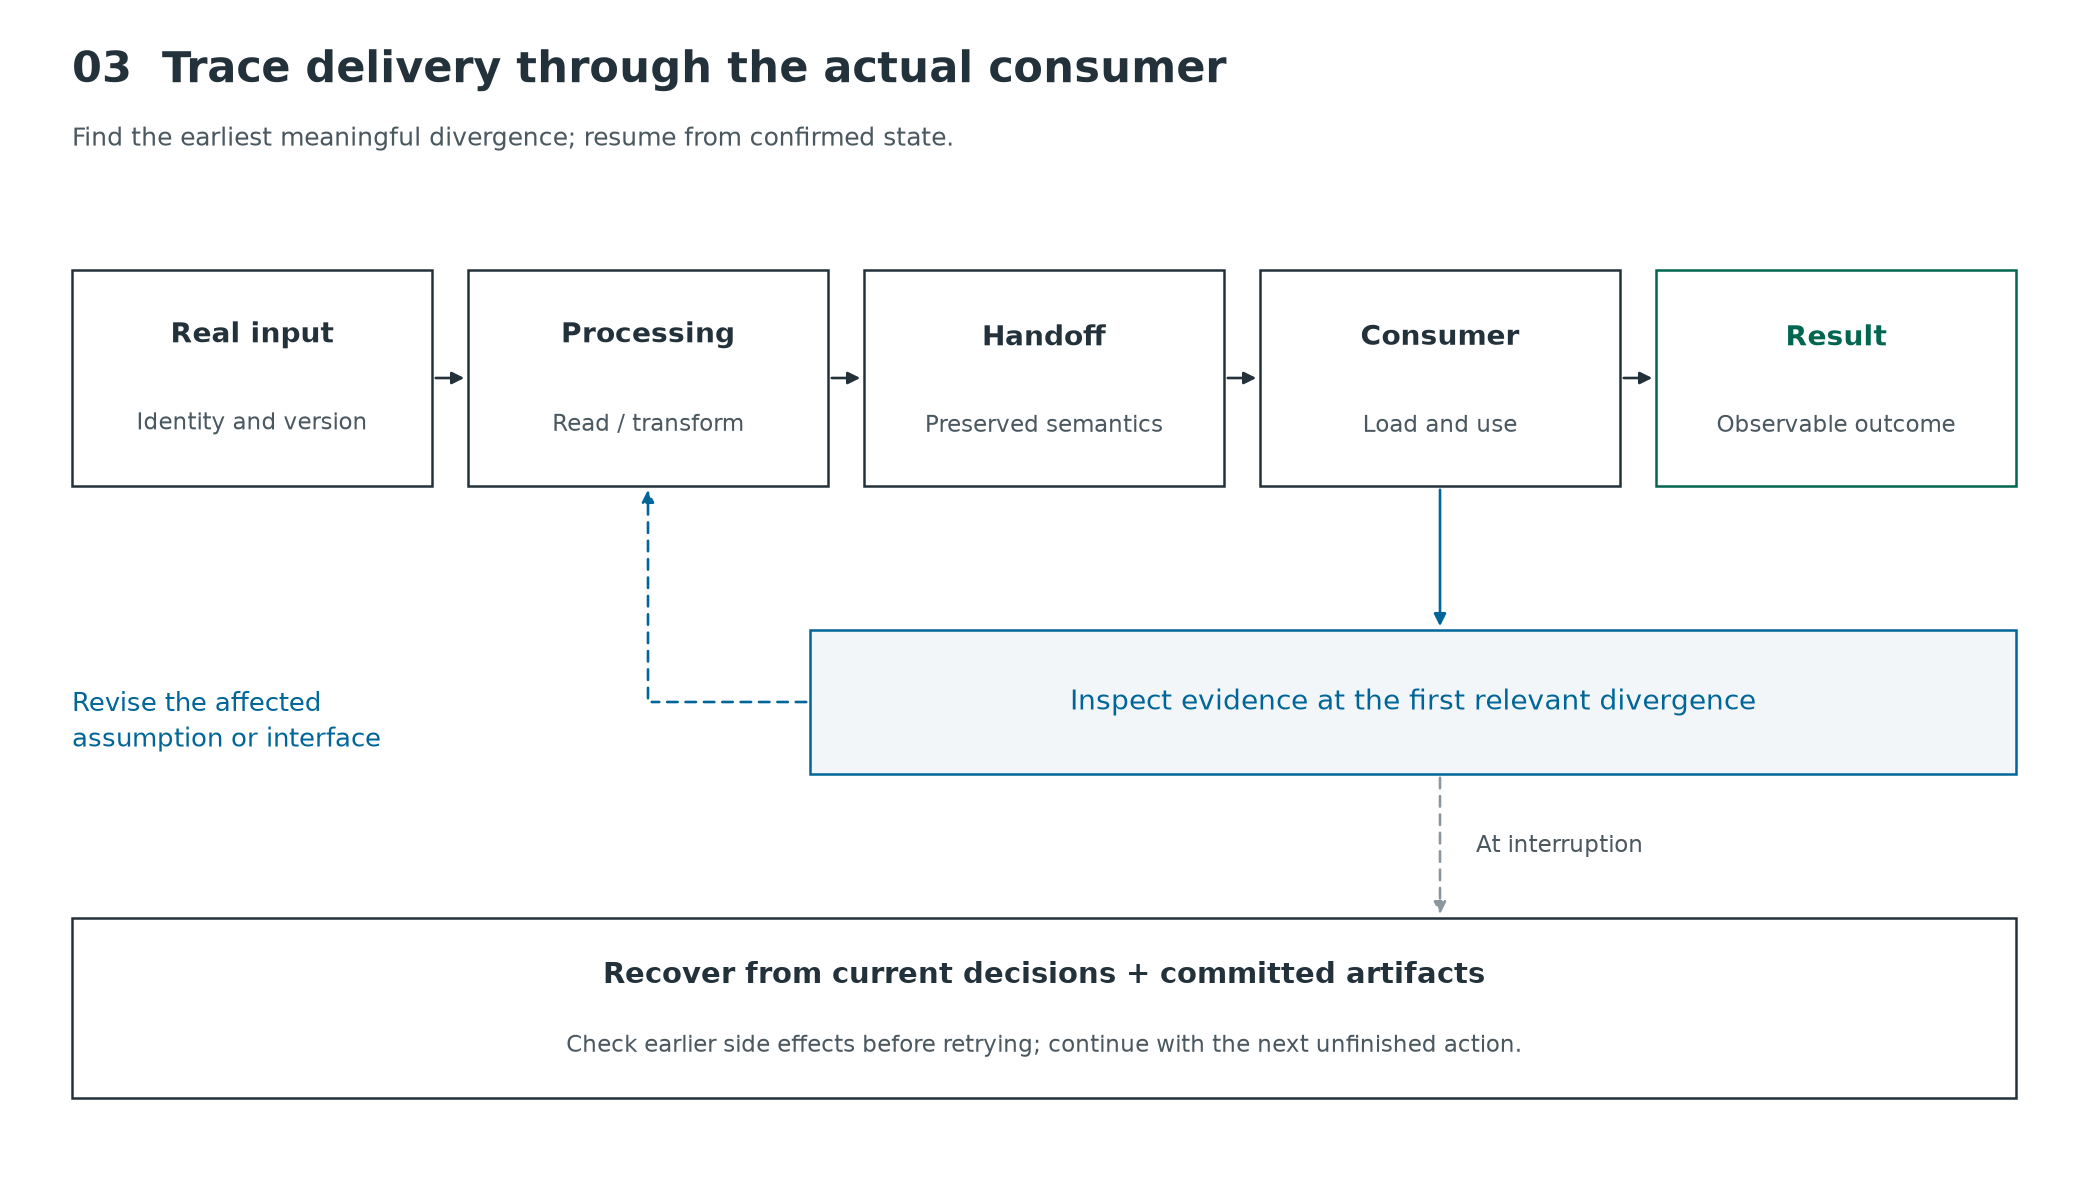 03  Trace delivery through the actual consumer
Find the earliest meaningful divergence; resume from confirmed state.
Real input
Identity and version
Processing
Read / transform
Handoff
Preserved semantics
Consumer
Load and use
Result
Observable outcome
Revise the affected
assumption or interface
Inspect evidence at the first relevant divergence
At interruption
Recover from current decisions + committed artifacts
Check earlier side effects before retrying; continue with the next unfinished action.